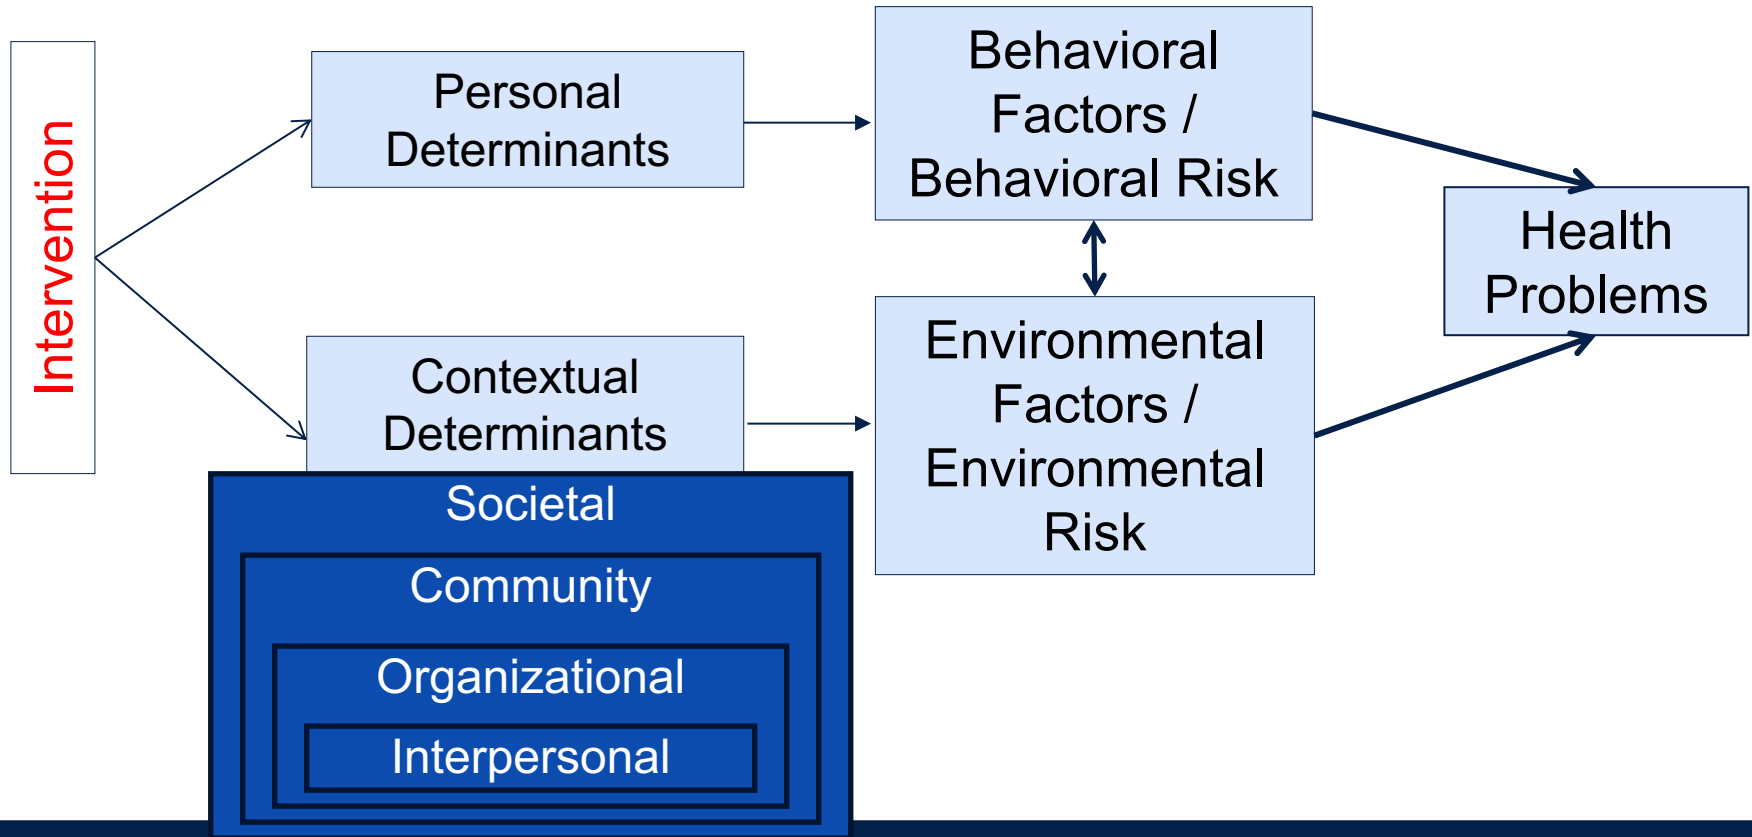 Intervention
Personal
Determinants
Behavioral
Factors /
Behavioral Risk
Health
Problems
Contextual
Determinants
Environmental
Factors /
Environmental
Risk
Societal
Community
Organizational
Interpersonal